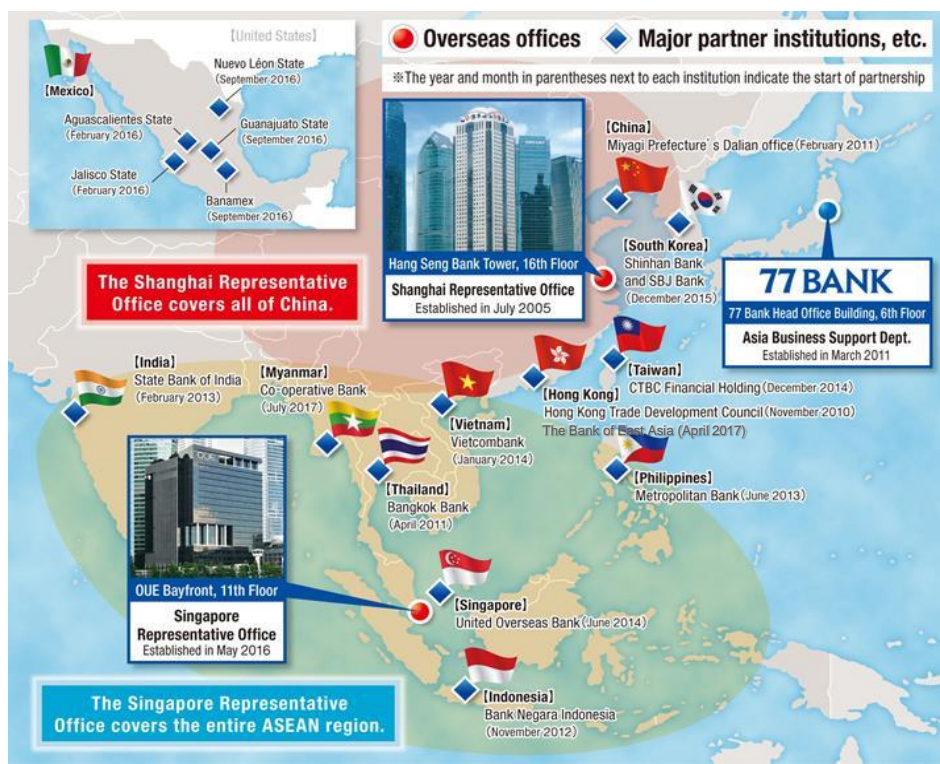 Overseas offices
Major partner institutions, etc.
※The year and month in parentheses next to each institution indicate the start of partnership
[United States]
[Mexico]
Nuevo Léon State
(September 2016)
Aguascalientes State
(February 2016)
Guanajuato State
(September 2016)
Jalisco State
(February 2016)
Banamex
(September 2016)
Hang Seng Bank Tower, 16th Floor
Shanghai Representative Office
Established in July 2005
[China]
Miyagi Prefecture's Dalian office (February 2011)
[South Korea]
Shinhan Bank
and SBJ Bank
(December 2015)
77 BANK
77 Bank Head Office Building, 6th Floor
Asia Business Support Dept.
Established in March 2011
The Shanghai Representative
Office covers all of China.
[India]
State Bank of India
(February 2013)
[Myanmar]
Co-operative Bank
(July 2017)
[Vietnam]
Vietcombank
(January 2014)
[Taiwan]
CTBC Financial Holding (December 2014)
[Hong Kong]
Hong Kong Trade Development Council (November 2010)
The Bank of East Asia (April 2017)
[Thailand]
Bangkok Bank
(April 2011)
[Philippines]
Metropolitan Bank (June 2013)
OUE
OUE Bayfront, 11th Floor
Singapore
Representative Office
Established in May 2016
[Singapore]
United Overseas Bank (June 2014)
[Indonesia]
Bank Negara Indonesia
(November 2012)
The Singapore Representative
Office covers the entire ASEAN region.